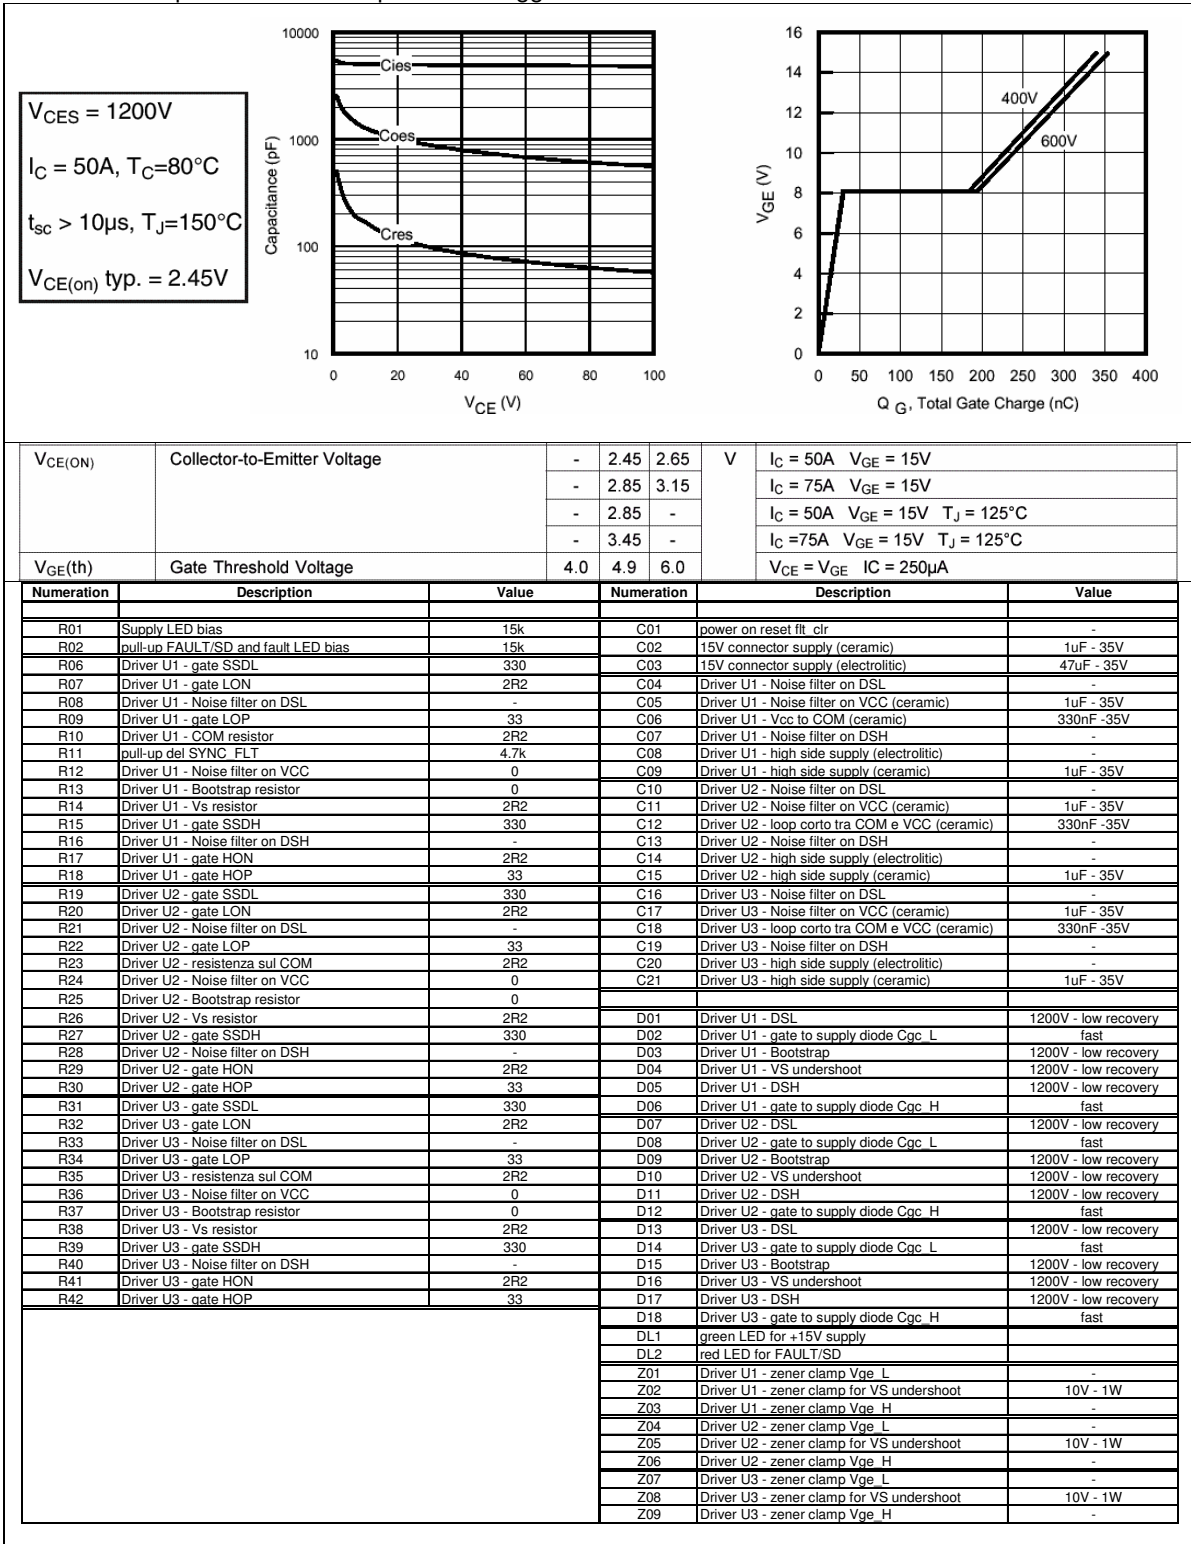 V_CES = 1200V
I_C = 50A, T_C=80°C
t_sc > 10µs, T_J=150°C
V_CE(on) typ. = 2.45V
10000
1000
100
10
Capacitance (pF)
Cies
Coes
Cres
0 20 40 60 80 100
V_CE (V)
16
14
12
10
8
6
4
2
0
V_GE (V)
400V
600V
0 50 100 150 200 250 300 350 400
Q_G, Total Gate Charge (nC)
V_CE(ON) Collector-to-Emitter Voltage - 2.45 2.65 V I_C = 50A V_GE = 15V
- 2.85 3.15 I_C = 75A V_GE = 15V
- 2.85 - I_C = 50A V_GE = 15V T_J = 125°C
- 3.45 - I_C =75A V_GE = 15V T_J = 125°C
V_GE(th) Gate Threshold Voltage 4.0 4.9 6.0 V_CE = V_GE IC = 250µA
Numeration Description Value
R01 Supply LED bias 15k
R02 pull-up FAULT/SD and fault LED bias 15k
R06 Driver U1 - gate SSDL 330
R07 Driver U1 - gate LON 2R2
R08 Driver U1 - Noise filter on DSL -
R09 Driver U1 - gate LOP 33
R10 Driver U1 - COM resistor 2R2
R11 pull-up del SYNC_FLT 4.7k
R12 Driver U1 - Noise filter on VCC 0
R13 Driver U1 - Bootstrap resistor 0
R14 Driver U1 - Vs resistor 2R2
R15 Driver U1 - gate SSDH 330
R16 Driver U1 - Noise filter on DSH -
R17 Driver U1 - gate HON 2R2
R18 Driver U1 - gate HOP 33
R19 Driver U2 - gate SSDL 330
R20 Driver U2 - gate LON 2R2
R21 Driver U2 - Noise filter on DSL -
R22 Driver U2 - gate LOP 33
R23 Driver U2 - resistenza sul COM 2R2
R24 Driver U2 - Noise filter on VCC 0
R25 Driver U2 - Bootstrap resistor 0
R26 Driver U2 - Vs resistor 2R2
R27 Driver U2 - gate SSDH 330
R28 Driver U2 - Noise filter on DSH -
R29 Driver U2 - gate HON 2R2
R30 Driver U2 - gate HOP 33
R31 Driver U3 - gate SSDL 330
R32 Driver U3 - gate LON 2R2
R33 Driver U3 - Noise filter on DSL -
R34 Driver U3 - gate LOP 33
R35 Driver U3 - resistenza sul COM 2R2
R36 Driver U3 - Noise filter on VCC 0
R37 Driver U3 - Bootstrap resistor 0
R38 Driver U3 - Vs resistor 2R2
R39 Driver U3 - gate SSDH 330
R40 Driver U3 - Noise filter on DSH -
R41 Driver U3 - gate HON 2R2
R42 Driver U3 - gate HOP 33
Numeration Description Value
C01 power on reset flt_clr -
C02 15V connector supply (ceramic) 1uF - 35V
C03 15V connector supply (electrolitic) 47uF - 35V
C04 Driver U1 - Noise filter on DSL -
C05 Driver U1 - Noise filter on VCC (ceramic) 1uF - 35V
C06 Driver U1 - Vcc to COM (ceramic) 330nF -35V
C07 Driver U1 - Noise filter on DSH -
C08 Driver U1 - high side supply (electrolitic) -
C09 Driver U1 - high side supply (ceramic) 1uF - 35V
C10 Driver U2 - Noise filter on DSL -
C11 Driver U2 - Noise filter on VCC (ceramic) 1uF - 35V
C12 Driver U2 - loop corto tra COM e VCC (ceramic) 330nF -35V
C13 Driver U2 - Noise filter on DSH -
C14 Driver U2 - high side supply (electrolitic) -
C15 Driver U2 - high side supply (ceramic) 1uF - 35V
C16 Driver U3 - Noise filter on DSL -
C17 Driver U3 - Noise filter on VCC (ceramic) 1uF - 35V
C18 Driver U3 - loop corto tra COM e VCC (ceramic) 330nF -35V
C19 Driver U3 - Noise filter on DSH -
C20 Driver U3 - high side supply (electrolitic) -
C21 Driver U3 - high side supply (ceramic) 1uF - 35V
D01 Driver U1 - DSL 1200V - low recovery
D02 Driver U1 - gate to supply diode Cgc_L fast
D03 Driver U1 - Bootstrap 1200V - low recovery
D04 Driver U1 - VS undershoot 1200V - low recovery
D05 Driver U1 - DSH 1200V - low recovery
D06 Driver U1 - gate to supply diode Cgc_H fast
D07 Driver U2 - DSL 1200V - low recovery
D08 Driver U2 - gate to supply diode Cgc_L fast
D09 Driver U2 - Bootstrap 1200V - low recovery
D10 Driver U2 - VS undershoot 1200V - low recovery
D11 Driver U2 - DSH 1200V - low recovery
D12 Driver U2 - gate to supply diode Cgc_H fast
D13 Driver U3 - DSL 1200V - low recovery
D14 Driver U3 - gate to supply diode Cgc_L fast
D15 Driver U3 - Bootstrap 1200V - low recovery
D16 Driver U3 - VS undershoot 1200V - low recovery
D17 Driver U3 - DSH 1200V - low recovery
D18 Driver U3 - gate to supply diode Cgc_H fast
DL1 green LED for +15V supply
DL2 red LED for FAULT/SD
Z01 Driver U1 - zener clamp Vge_L -
Z02 Driver U1 - zener clamp for VS undershoot 10V - 1W
Z03 Driver U1 - zener clamp Vge_H -
Z04 Driver U2 - zener clamp Vge_L -
Z05 Driver U2 - zener clamp for VS undershoot 10V - 1W
Z06 Driver U2 - zener clamp Vge_H -
Z07 Driver U3 - zener clamp Vge_L -
Z08 Driver U3 - zener clamp for VS undershoot 10V - 1W
Z09 Driver U3 - zener clamp Vge_H -